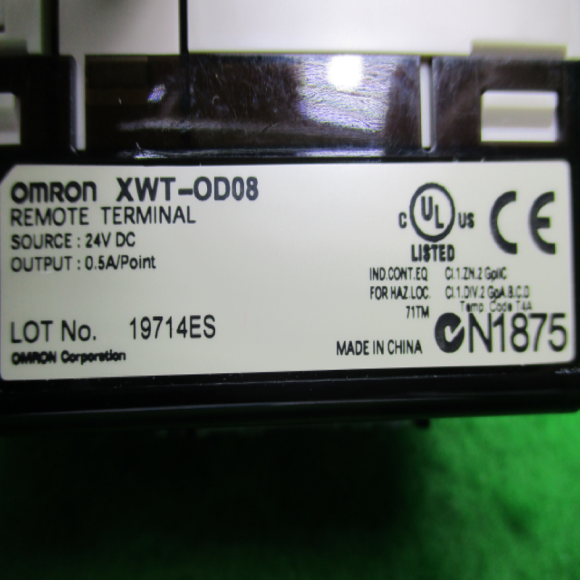 OMRON XWT-OD08
REMOTE TERMINAL
SOURCE : 24V DC
OUTPUT : 0.5A/Point
LOT No. 19714ES
OMRON Corporation
C UL US
LISTED
CE
IND.CONT.EQ CI.1,ZN.2 GpIIC
FOR HAZ.LOC. CI.1,DIV.2 GpA,B,C,D
71TM Temp. Code T4A
MADE IN CHINA
N1875